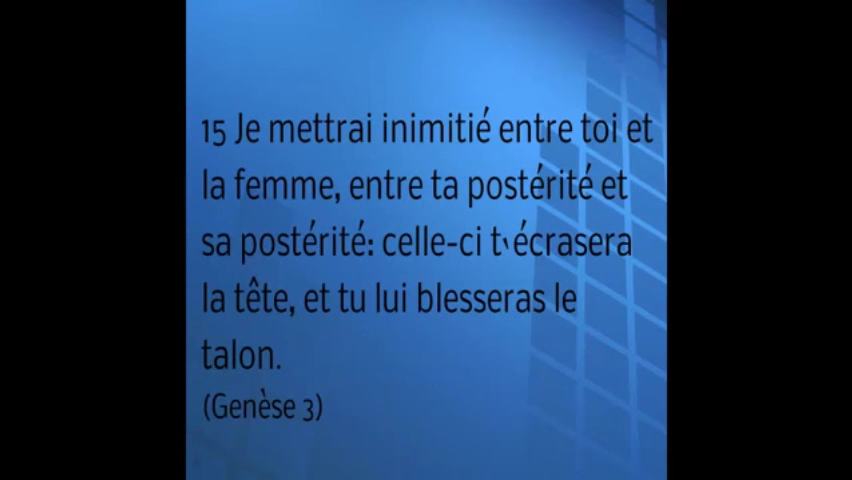 15 Je mettrai inimitié entre toi et
la femme, entre ta postérité et
sa postérité: celle-ci t'écrasera
la tête, et tu lui blesseras le
talon.
(Genèse 3)